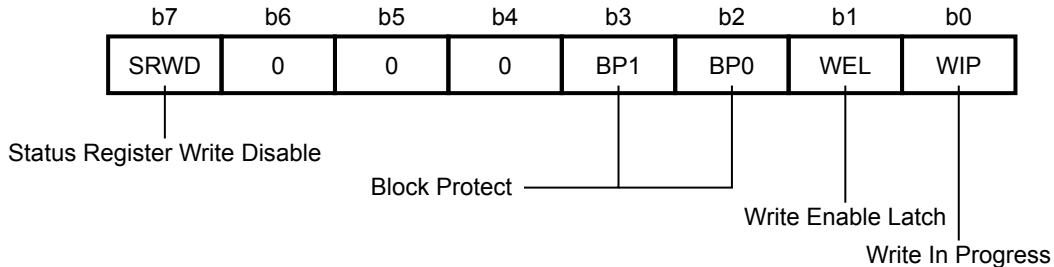 b7 b6 b5 b4 b3 b2 b1 b0
SRWD 0 0 0 BP1 BP0 WEL WIP
Status Register Write Disable
Block Protect
Write Enable Latch
Write In Progress